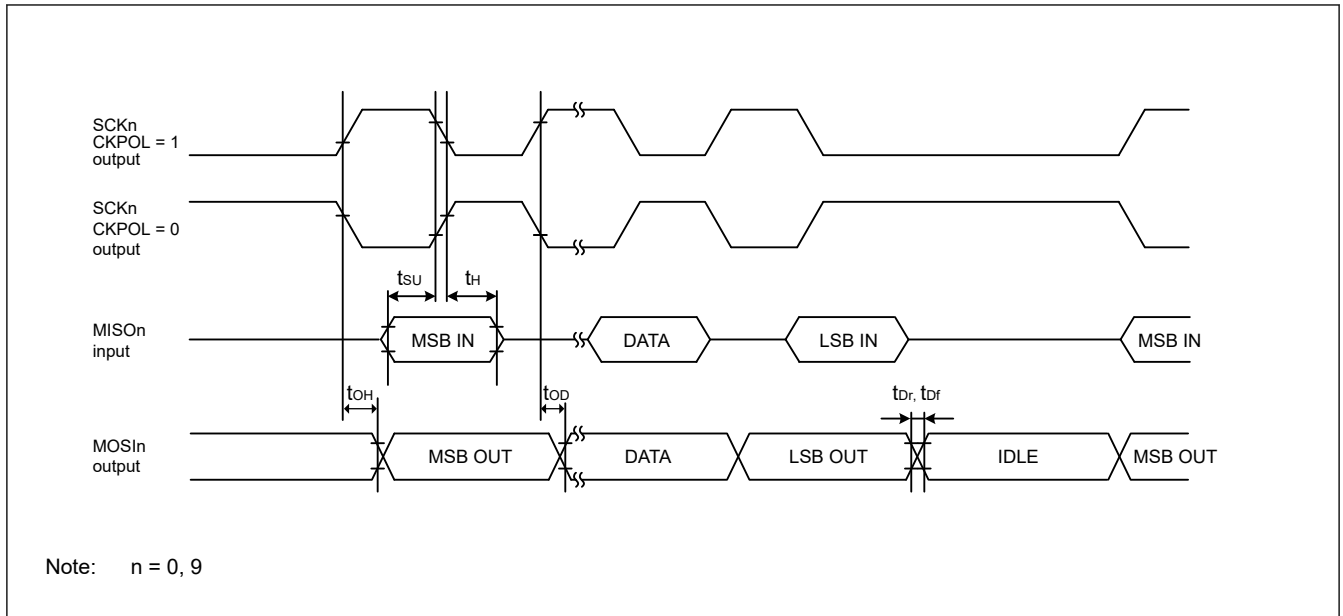 SCKn
CKPOL = 1
output
SCKn
CKPOL = 0
output
tSU tH
MISOn
input
MSB IN DATA LSB IN MSB IN
tOH tOD tDr, tDf
MOSIn
output
MSB OUT DATA LSB OUT IDLE MSB OUT
Note: n = 0, 9